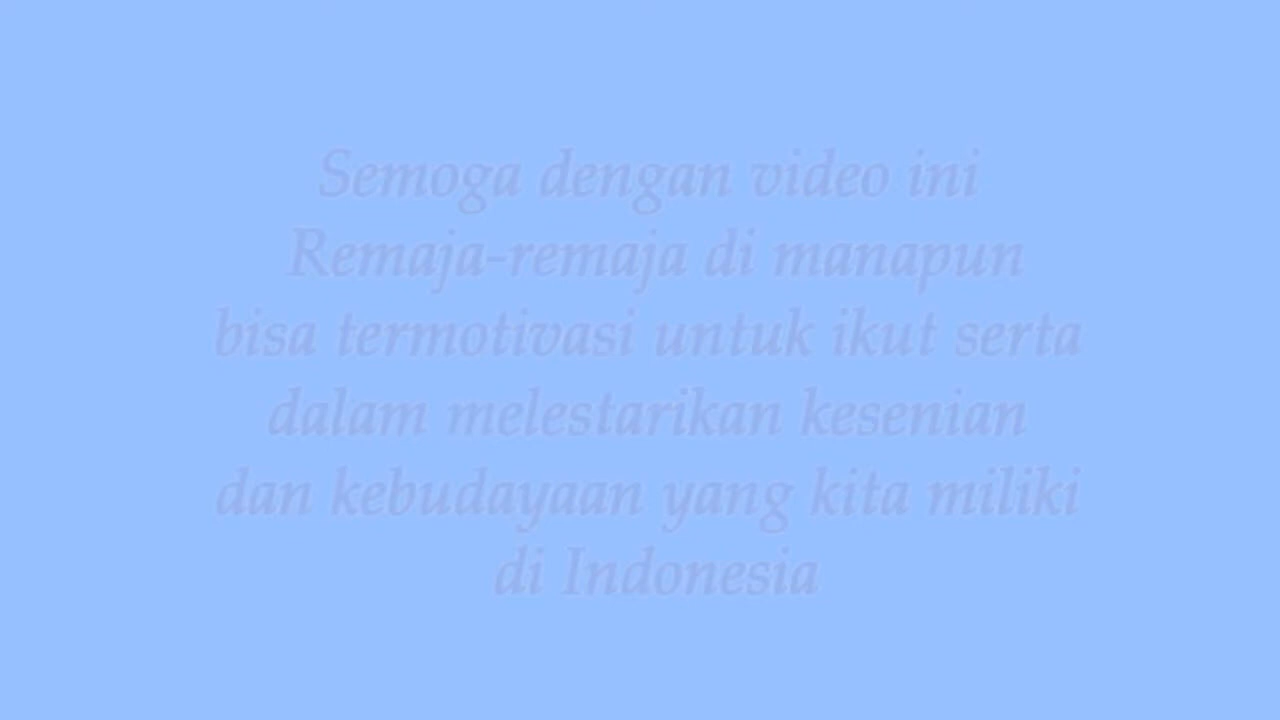 Semoga dengan video ini
Remaja-remaja di manapun
bisa termotivasi untuk ikut serta
dalam melestarikan kesenian
dan kebudayaan yang kita miliki
di Indonesia